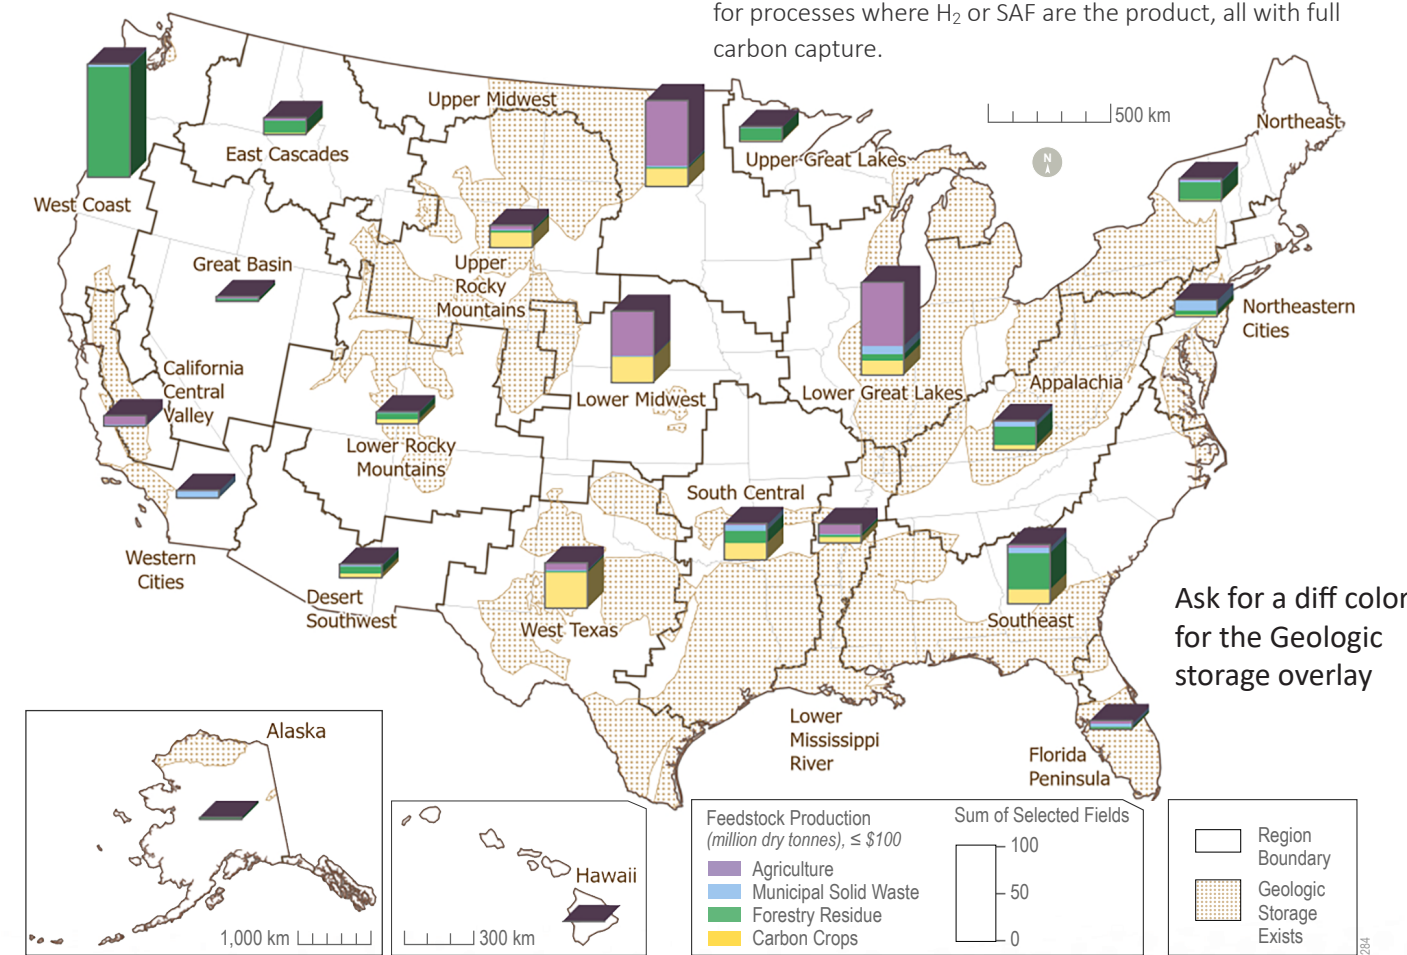 for processes where H₂ or SAF are the product, all with full
carbon capture.
500 km
N
Upper Midwest
East Cascades
Upper Great Lakes
Northeast
West Coast
Great Basin
Upper
Rocky
Mountains
Northeastern
Cities
California
Central
Valley
Lower Midwest
Lower Great Lakes
Appalachia
Lower Rocky
Mountains
South Central
Western
Cities
Desert
Southwest
West Texas
Southeast
Ask for a diff color
for the Geologic
storage overlay
Lower
Mississippi
River
Florida
Peninsula
Alaska
1,000 km
Hawaii
300 km
Feedstock Production
(million dry tonnes), ≤ $100
Agriculture
Municipal Solid Waste
Forestry Residue
Carbon Crops
Sum of Selected Fields
100
50
0
Region
Boundary
Geologic
Storage
Exists
284